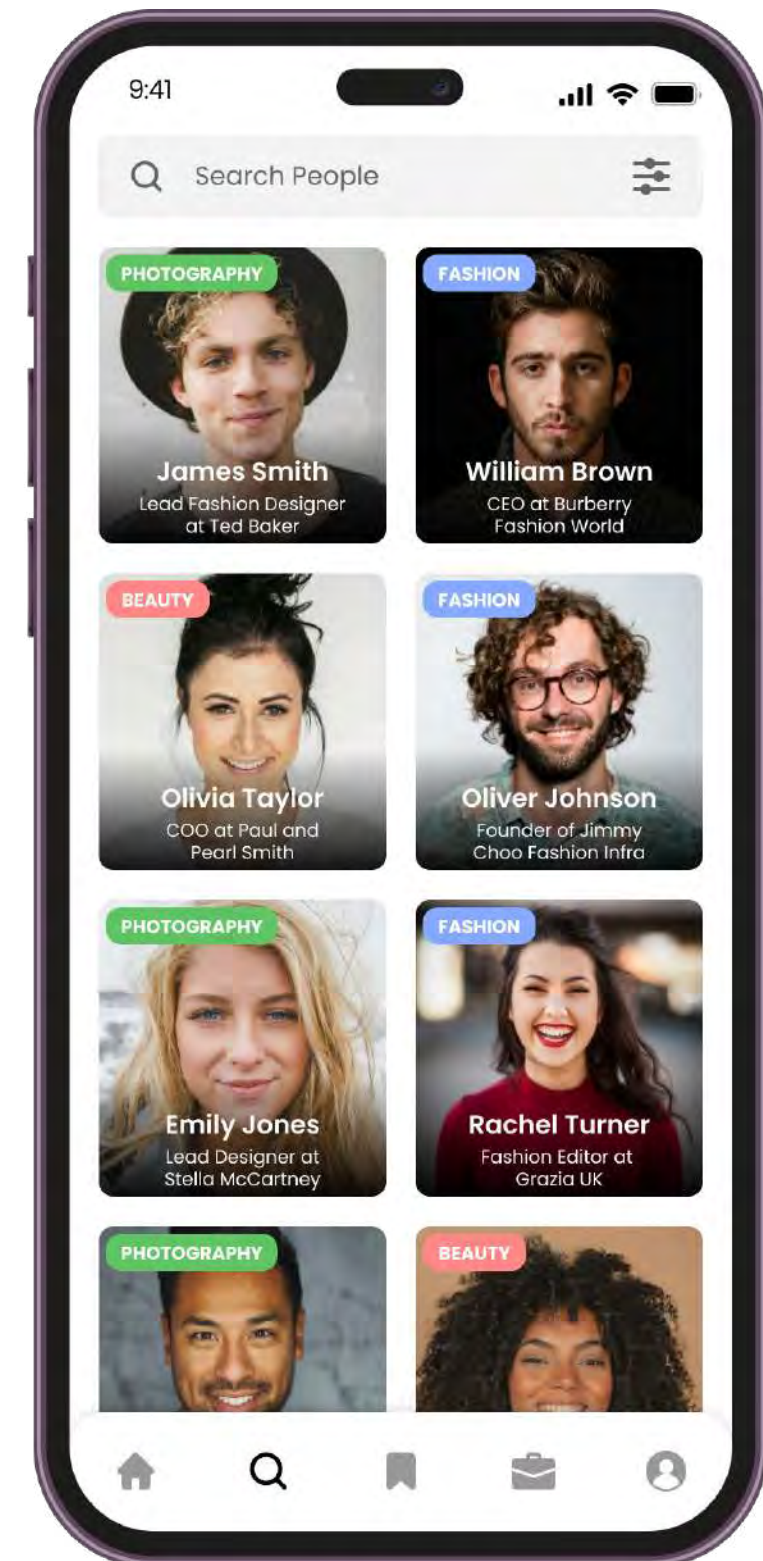 9:41
Search People
PHOTOGRAPHY
James Smith
Lead Fashion Designer
at Ted Baker
FASHION
William Brown
CEO at Burberry
Fashion World
BEAUTY
Olivia Taylor
COO at Paul and
Pearl Smith
FASHION
Oliver Johnson
Founder of Jimmy
Choo Fashion Infra
PHOTOGRAPHY
Emily Jones
Lead Designer at
Stella McCartney
FASHION
Rachel Turner
Fashion Editor at
Grazia UK
PHOTOGRAPHY
BEAUTY